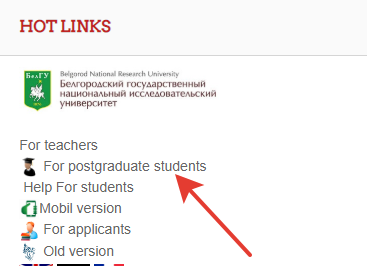 HOT LINKS
БелГУ
Belgorod National Research University
Белгородский государственный
национальный исследовательский
университет
For teachers
For postgraduate students
Help For students
Mobil version
For applicants
Old version